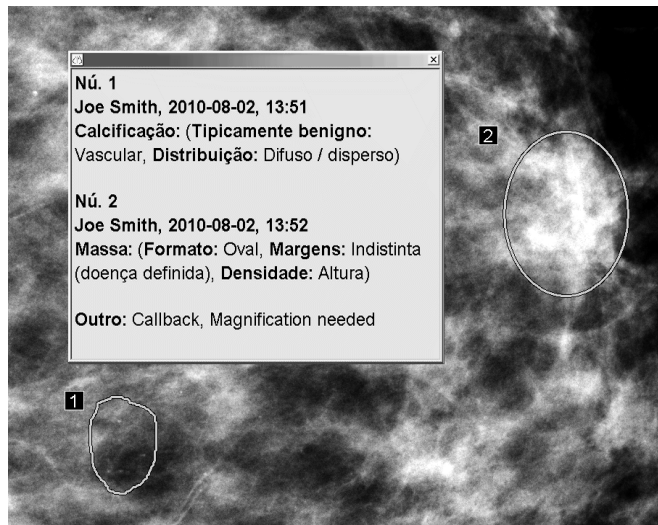 Nú. 1
Joe Smith, 2010-08-02, 13:51
Calcificação: (Tipicamente benigno:
Vascular, Distribuição: Difuso / disperso)
Nú. 2
Joe Smith, 2010-08-02, 13:52
Massa: (Formato: Oval, Margens: Indistinta
(doença definida), Densidade: Altura)
Outro: Callback, Magnification needed
2
1